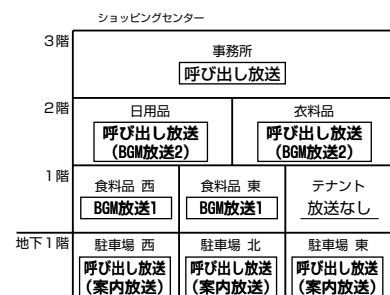 ショッピングセンター
3階
事務所
呼び出し放送
2階
日用品 衣料品
呼び出し放送 呼び出し放送
(BGM放送2) (BGM放送2)
1階
食料品 西 食料品 東 テナント
BGM放送1 BGM放送1 放送なし
地下1階 駐車場 西 駐車場 北 駐車場 東
呼び出し放送 呼び出し放送 呼び出し放送
(案内放送) (案内放送) (案内放送)